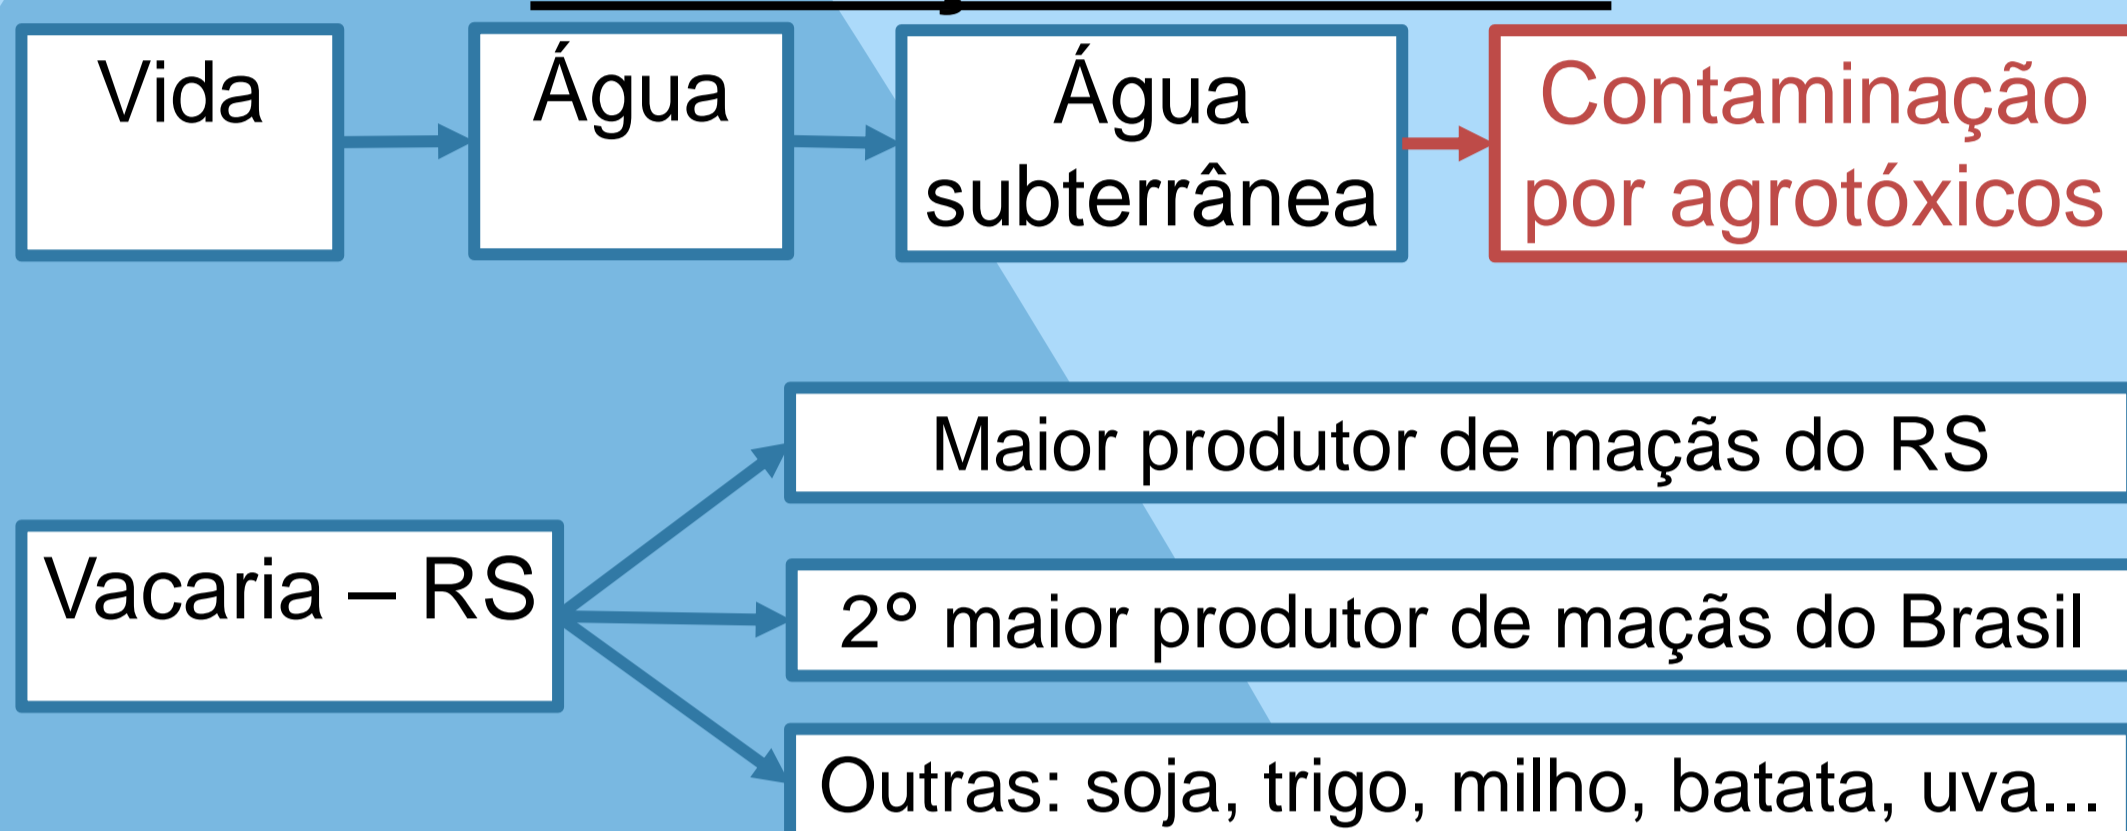 Vida
Água
Água
subterrânea
Contaminação
por agrotóxicos
Maior produtor de maçãs do RS
Vacaria – RS
2° maior produtor de maçãs do Brasil
Outras: soja, trigo, milho, batata, uva...